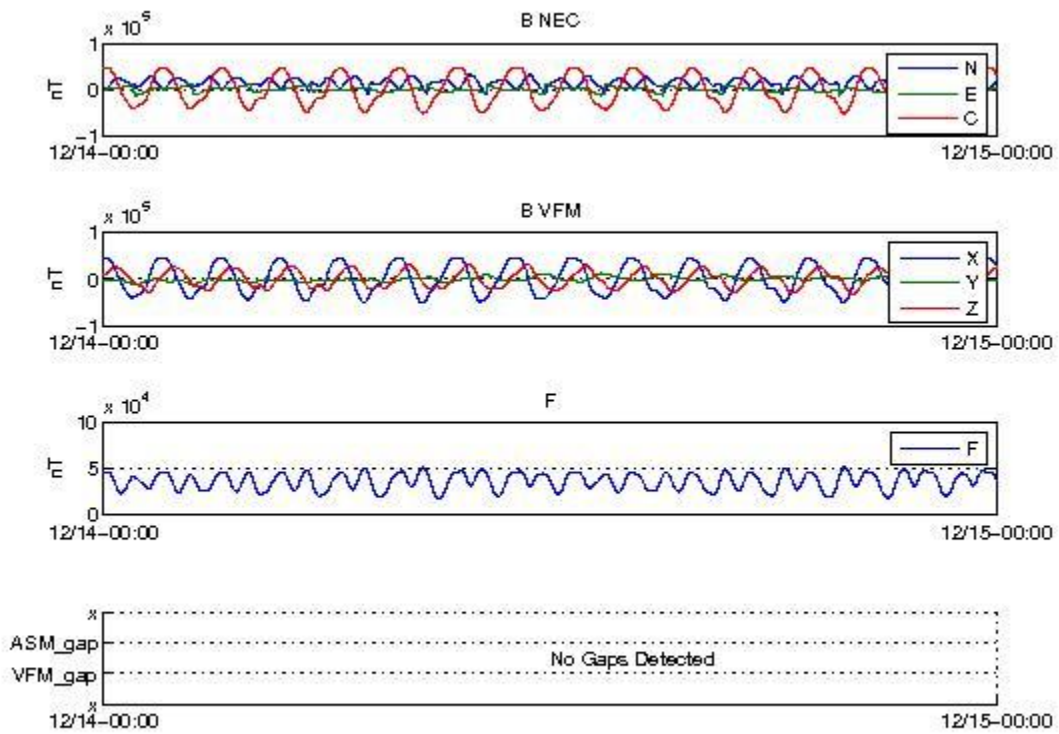 B NEC
x 10^5
1
nT
0
-1
12/14-00:00
12/15-00:00
N
E
C
B VFM
x 10^5
1
nT
0
-1
12/14-00:00
12/15-00:00
X
Y
Z
F
x 10^4
10
nT
5
0
12/14-00:00
12/15-00:00
F
x
ASM_gap
No Gaps Detected
VFM_gap
x
12/14-00:00
12/15-00:00